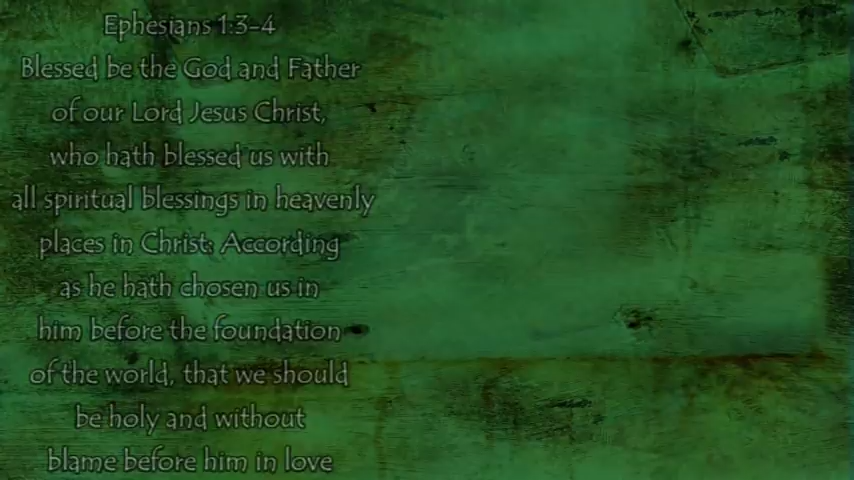 Ephesians 1:3-4
Blessed be the God and Father
of our Lord Jesus Christ,
who hath blessed us with
all spiritual blessings in heavenly
places in Christ: According
as he hath chosen us in
him before the foundation
of the world, that we should
be holy and without
blame before him in love